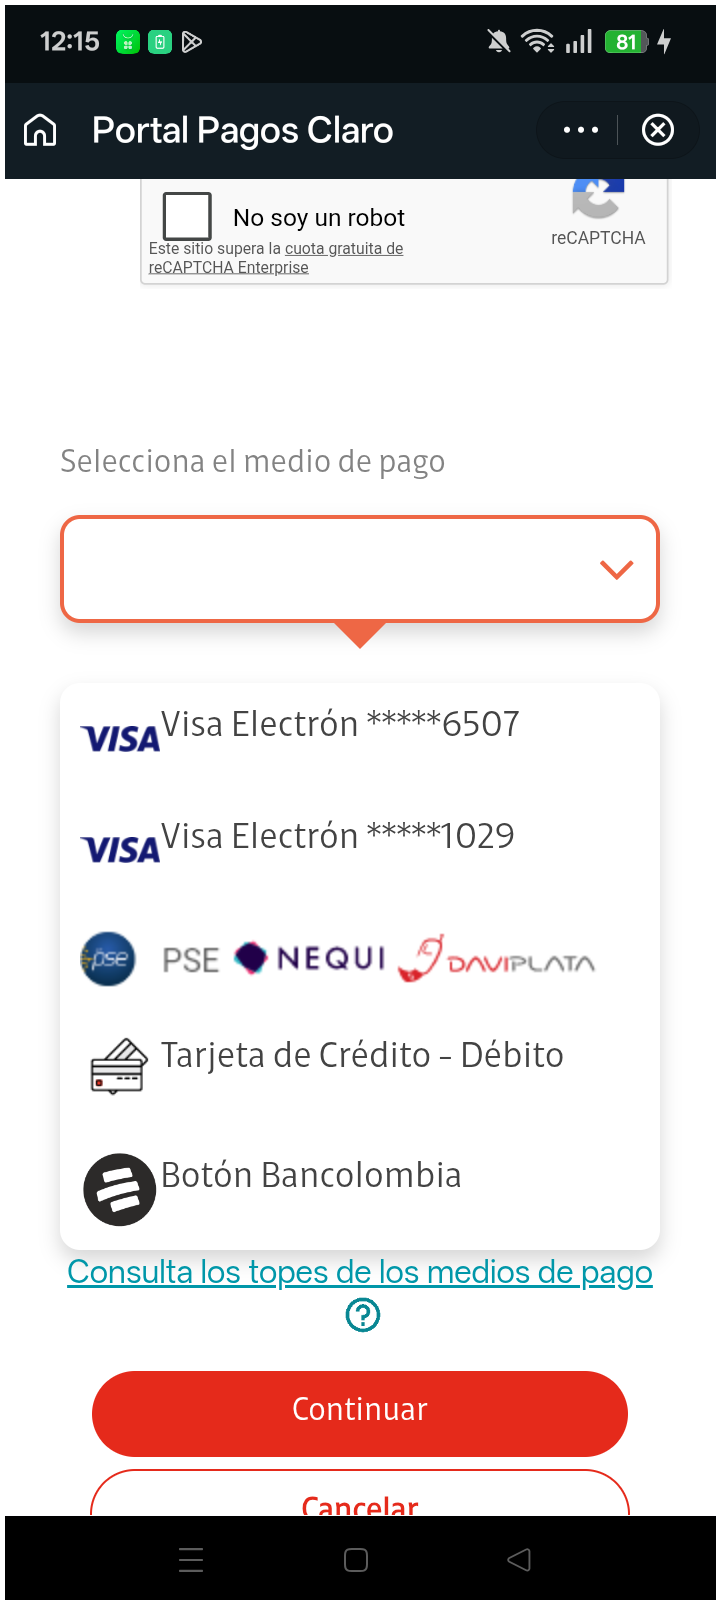 12:15
81
Portal Pagos Claro
No soy un robot
Este sitio supera la cuota gratuita de
reCAPTCHA Enterprise
reCAPTCHA
Selecciona el medio de pago
VISA Visa Electrón *****6507
VISA Visa Electrón *****1029
pse PSE NEQUI DAVIPLATA
Tarjeta de Crédito - Débito
Botón Bancolombia
Consulta los topes de los medios de pago
?
Continuar
Cancelar